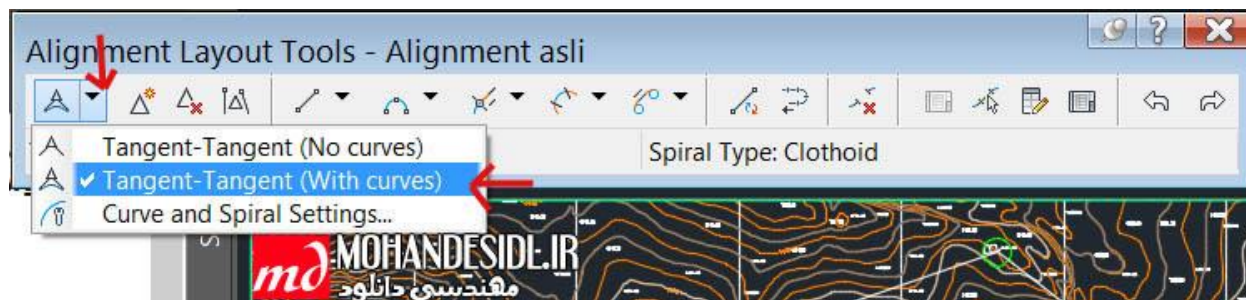 Alignment Layout Tools - Alignment asli
Tangent-Tangent (No curves)
Spiral Type: Clothoid
Tangent-Tangent (With curves)
Curve and Spiral Settings...
S
md
MOHANDESIDL.IR
مهندسی دانلود